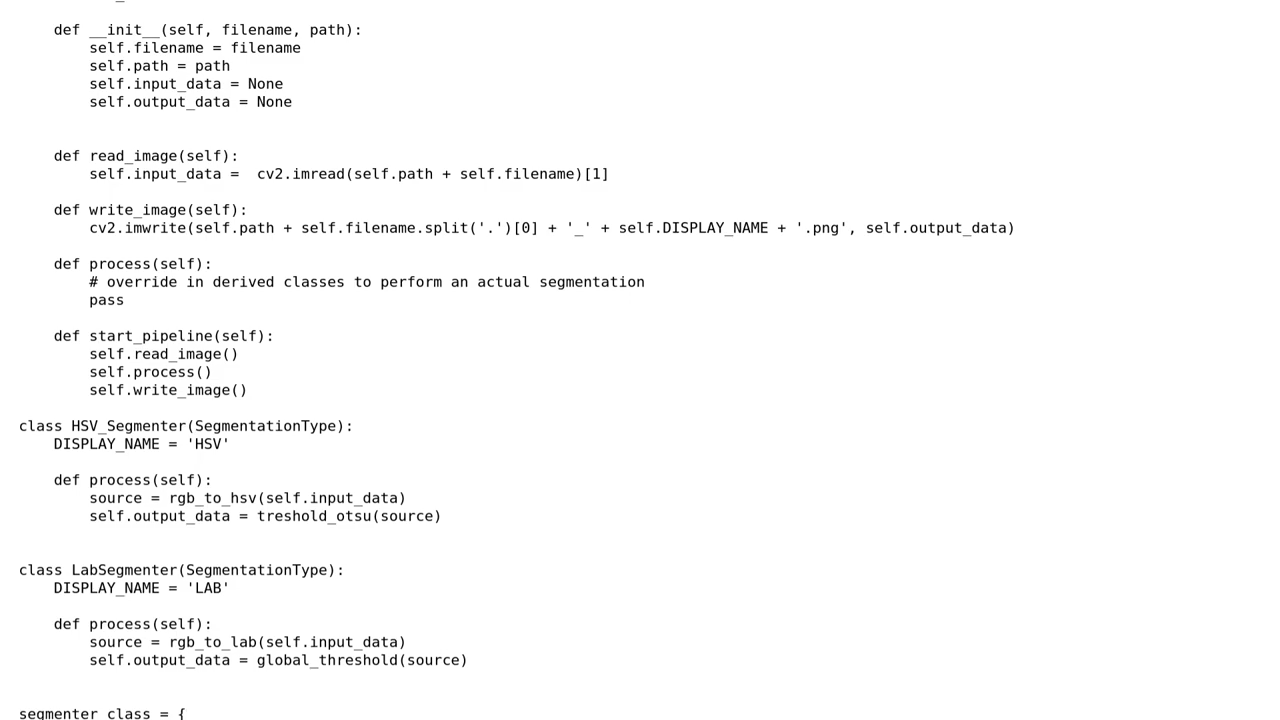 def __init__(self, filename, path):
self.filename = filename
self.path = path
self.input_data = None
self.output_data = None
def read_image(self):
self.input_data =  cv2.imread(self.path + self.filename)[1]
def write_image(self):
cv2.imwrite(self.path + self.filename.split('.')[0] + '_' + self.DISPLAY_NAME + '.png', self.output_data)
def process(self):
# override in derived classes to perform an actual segmentation
pass
def start_pipeline(self):
self.read_image()
self.process()
self.write_image()
class HSV_Segmenter(SegmentationType):
DISPLAY_NAME = 'HSV'
def process(self):
source = rgb_to_hsv(self.input_data)
self.output_data = treshold_otsu(source)
class LabSegmenter(SegmentationType):
DISPLAY_NAME = 'LAB'
def process(self):
source = rgb_to_lab(self.input_data)
self.output_data = global_threshold(source)
segmenter_class = {